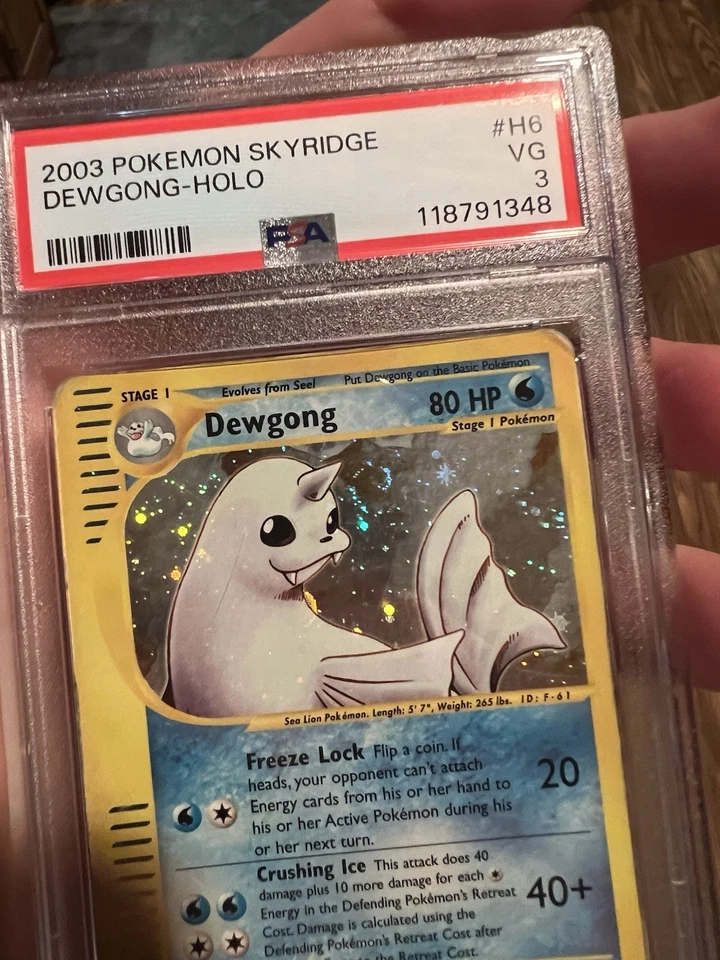 2003 POKEMON SKYRIDGE #H6
DEWGONG-HOLO VG
3
PSA 118791348
STAGE 1 Evolves from Seel Put Dewgong on the Basic Pokémon
Dewgong 80 HP
Stage 1 Pokémon
Sea Lion Pokémon. Length: 5' 7", Weight: 265 lbs. ID: F-61
Freeze Lock Flip a coin. If
heads, your opponent can't attach
Energy cards from his or her hand to
his or her Active Pokémon during his
or her next turn.
20
Crushing Ice This attack does 40
damage plus 10 more damage for each
Energy in the Defending Pokémon's Retreat
Cost. Damage is calculated using the
Defending Pokémon's Retreat Cost after
the Retreat Cost.
40+